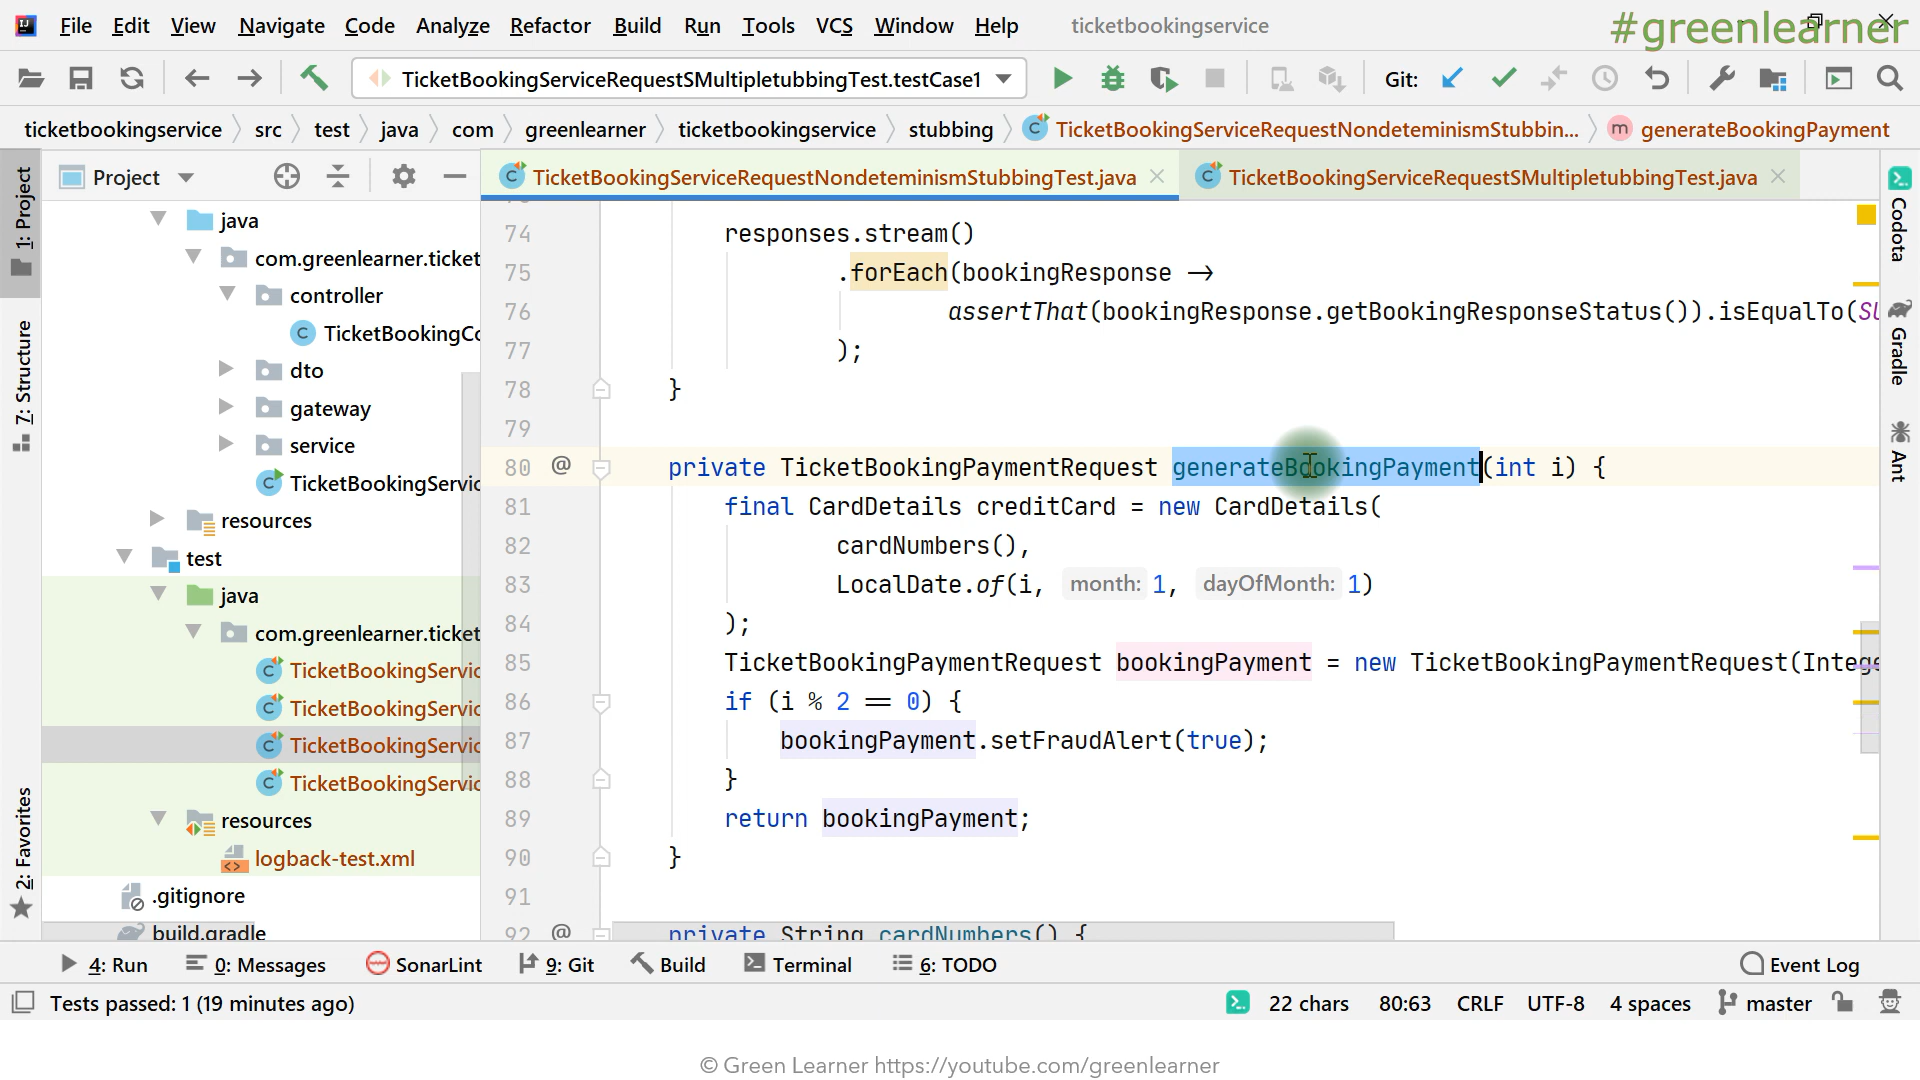 File Edit View Navigate Code Analyze Refactor Build Run Tools VCS Window Help ticketbookingservice
#greenlearner
TicketBookingServiceRequestSMultipletubbingTest.testCase1 Git:
ticketbookingservice src test java com greenlearner ticketbookingservice stubbing TicketBookingServiceRequestNondeteminismStubbin... m generateBookingPayment
Project TicketBookingServiceRequestNondeteminismStubbingTest.java TicketBookingServiceRequestSMultipletubbingTest.java
1: Project
7: Structure
2: Favorites
java
com.greenlearner.ticket
controller
TicketBookingCo
dto
gateway
service
TicketBookingServic
resources
test
java
com.greenlearner.ticket
TicketBookingServic
TicketBookingServic
TicketBookingServic
TicketBookingServic
resources
logback-test.xml
.gitignore
build.gradle
74 responses.stream()
75 .forEach(bookingResponse →
76 assertThat(bookingResponse.getBookingResponseStatus()).isEqualTo(SU
77 );
78 }
79
80 @ private TicketBookingPaymentRequest generateBookingPayment(int i) {
81 final CardDetails creditCard = new CardDetails(
82 cardNumbers(),
83 LocalDate.of(i, month: 1, dayOfMonth: 1)
84 );
85 TicketBookingPaymentRequest bookingPayment = new TicketBookingPaymentRequest(Intege
86 if (i % 2 == 0) {
87 bookingPayment.setFraudAlert(true);
88 }
89 return bookingPayment;
90 }
91
92 @ private String cardNumbers() {
Codota
Gradle
Ant
4: Run 0: Messages SonarLint 9: Git Build Terminal 6: TODO Event Log
Tests passed: 1 (19 minutes ago) 22 chars 80:63 CRLF UTF-8 4 spaces master
© Green Learner https://youtube.com/greenlearner